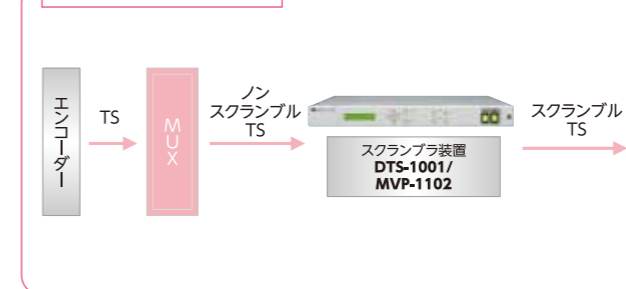 エンコーダー
TS
MUX
ノン
スクランブル
TS
スクランブラ装置
DTS-1001/
MVP-1102
スクランブル
TS